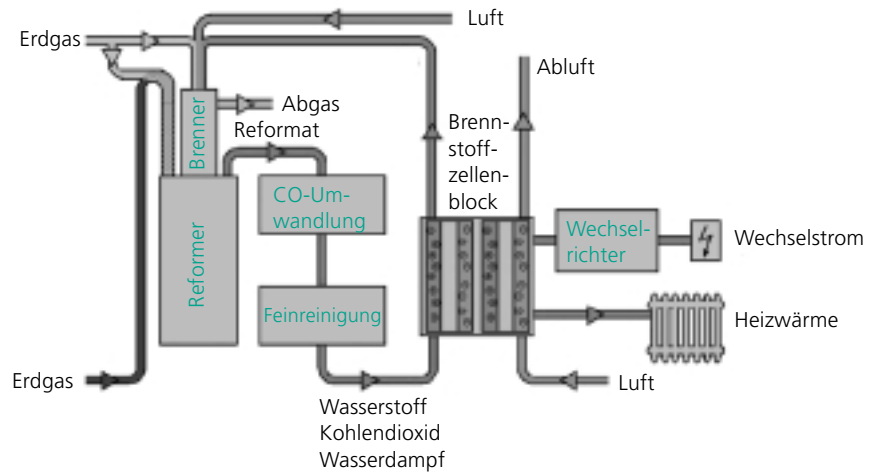 Luft
Erdgas
Abluft
Abgas
Reformat
Brenner
Brenn-
stoff-
zellen-
block
CO-Um-
wandlung
Wechsel-
richter
Wechselstrom
Reformer
Feinreinigung
Heizwärme
Erdgas
Luft
Wasserstoff
Kohlendioxid
Wasserdampf